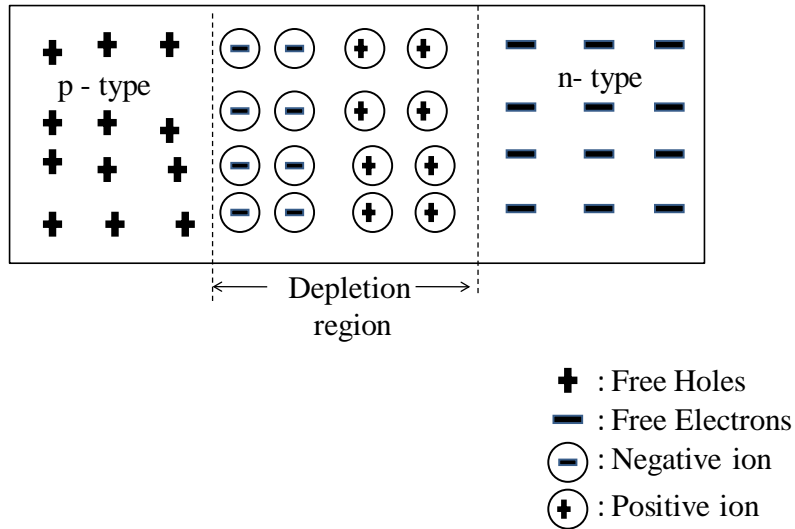 p - type
n- type
Depletion
region
: Free Holes
: Free Electrons
: Negative ion
: Positive ion